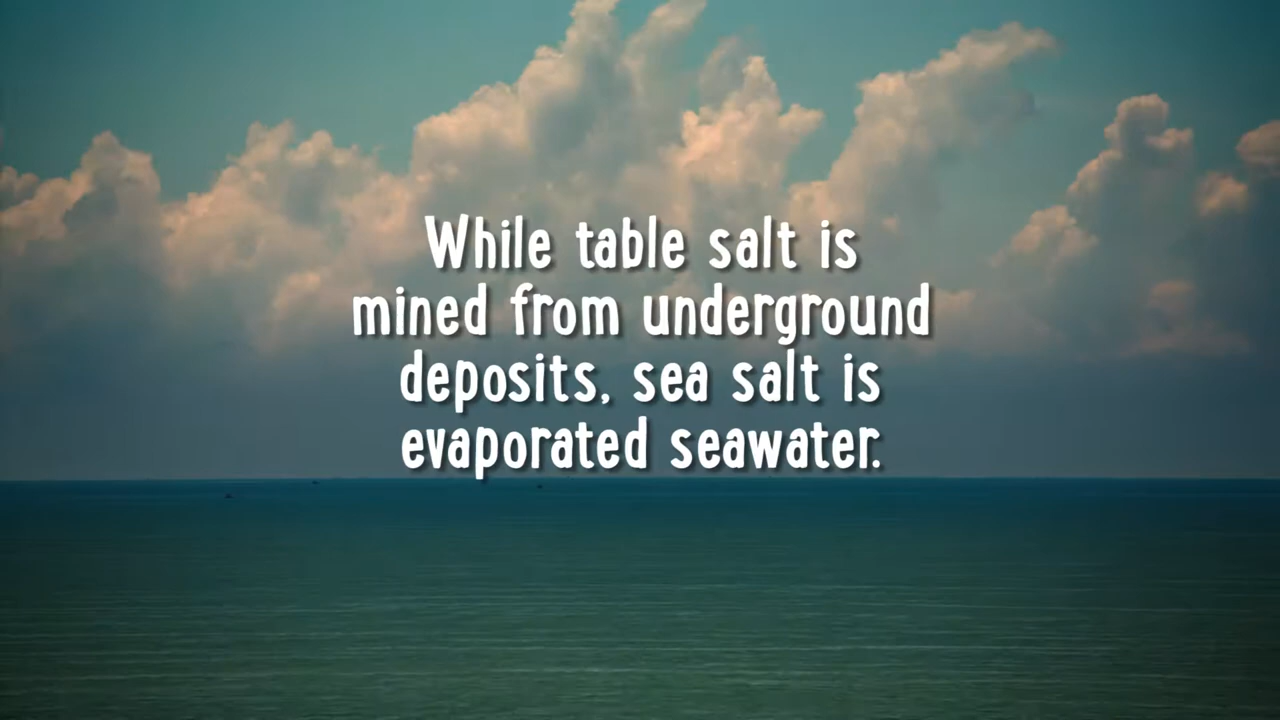 While table salt is
mined from underground
deposits, sea salt is
evaporated seawater.